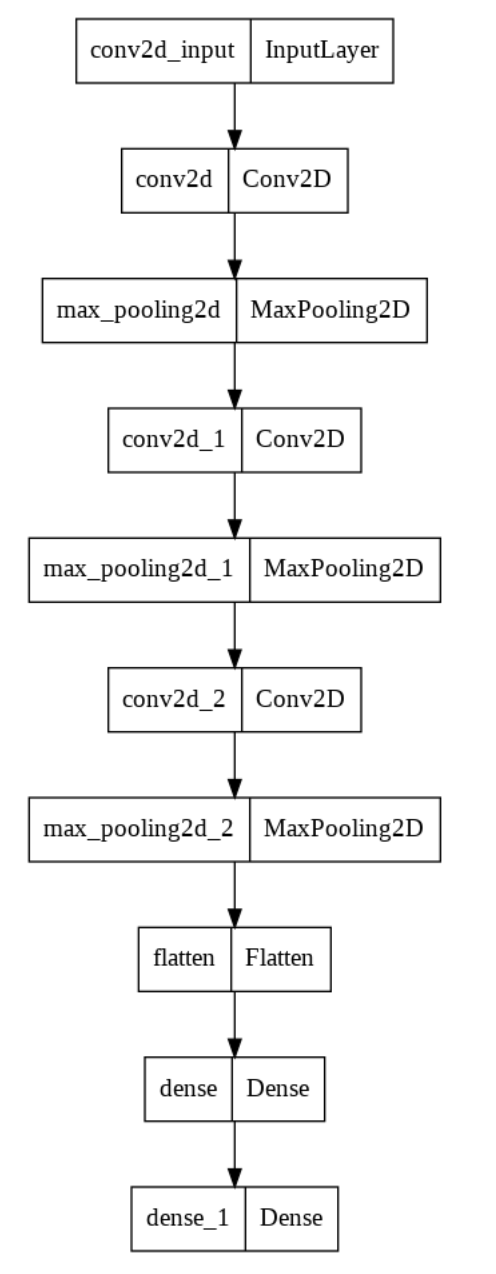 conv2d_input InputLayer
conv2d Conv2D
max_pooling2d MaxPooling2D
conv2d_1 Conv2D
max_pooling2d_1 MaxPooling2D
conv2d_2 Conv2D
max_pooling2d_2 MaxPooling2D
flatten Flatten
dense Dense
dense_1 Dense